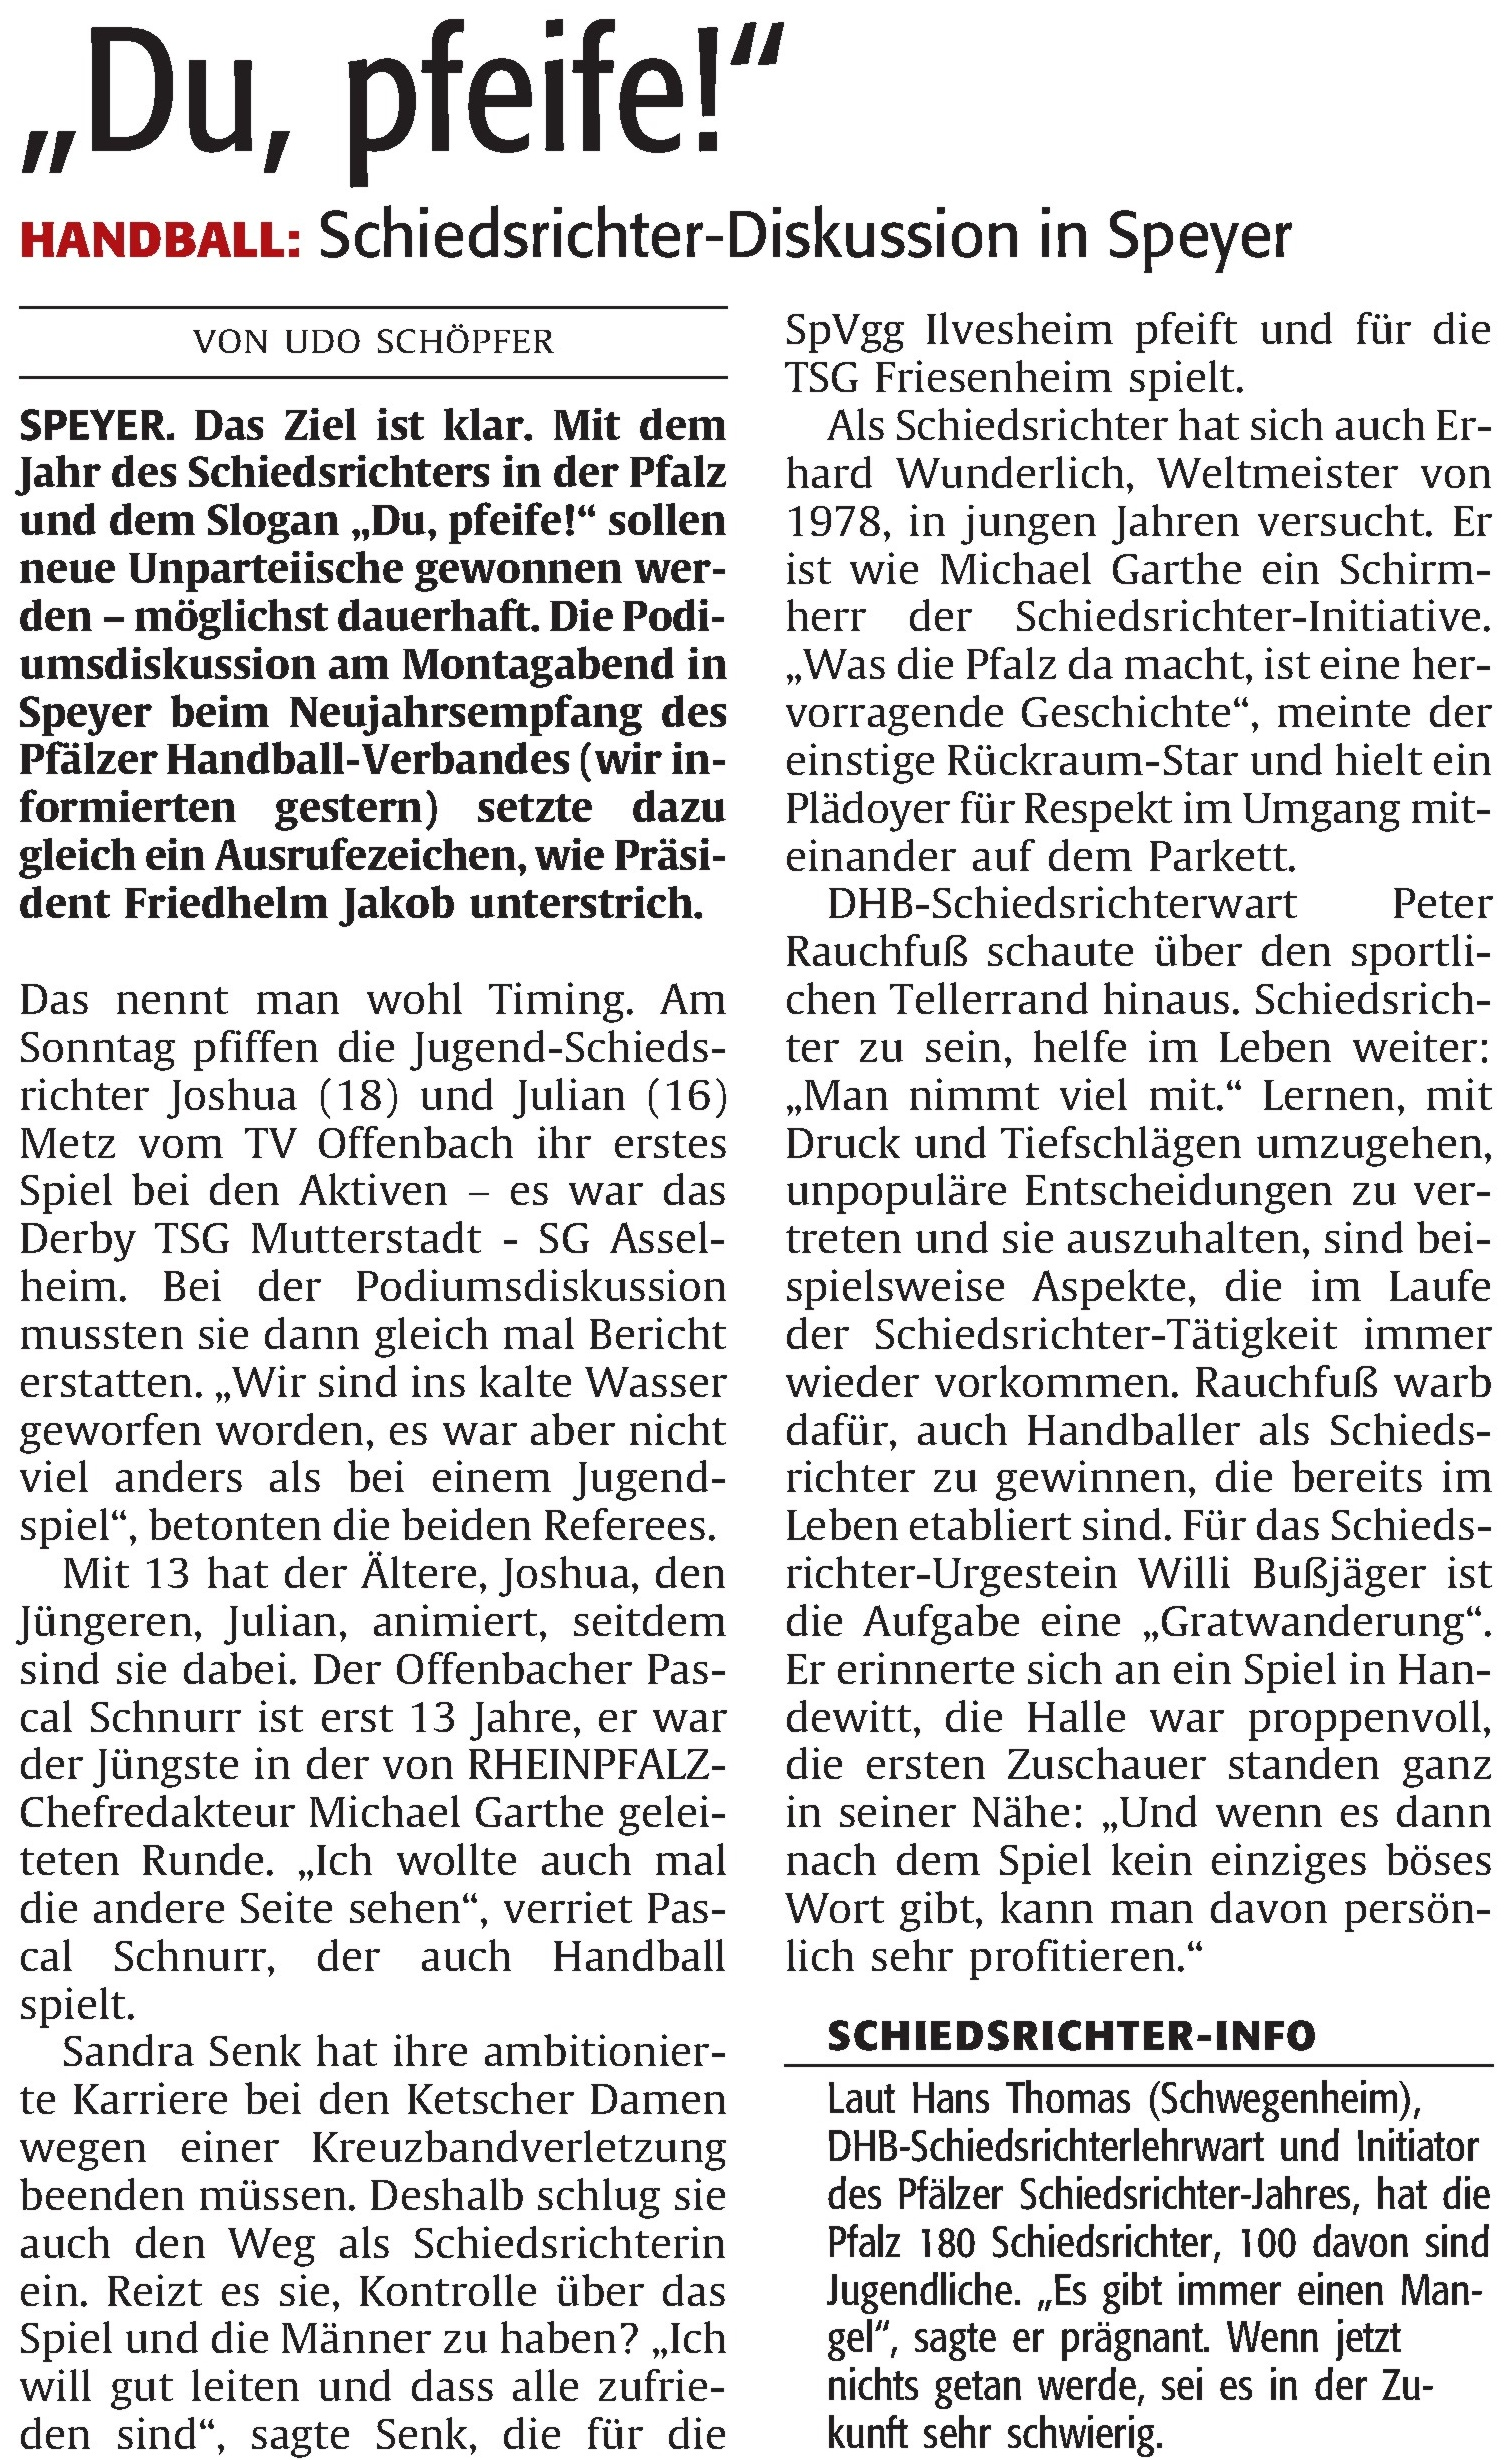 „Du, pfeife!“
HANDBALL: Schiedsrichter-Diskussion in Speyer
VON UDO SCHÖPFER
SPEYER. Das Ziel ist klar. Mit dem
Jahr des Schiedsrichters in der Pfalz
und dem Slogan „Du, pfeife!“ sollen
neue Unparteiische gewonnen wer-
den – möglichst dauerhaft. Die Podi-
umsdiskussion am Montagabend in
Speyer beim Neujahrsempfang des
Pfälzer Handball-Verbandes (wir in-
formierten gestern) setzte dazu
gleich ein Ausrufezeichen, wie Präsi-
dent Friedhelm Jakob unterstrich.
Das nennt man wohl Timing. Am
Sonntag pfiffen die Jugend-Schieds-
richter Joshua (18) und Julian (16)
Metz vom TV Offenbach ihr erstes
Spiel bei den Aktiven – es war das
Derby TSG Mutterstadt - SG Assel-
heim. Bei der Podiumsdiskussion
mussten sie dann gleich mal Bericht
erstatten. „Wir sind ins kalte Wasser
geworfen worden, es war aber nicht
viel anders als bei einem Jugend-
spiel“, betonten die beiden Referees.
Mit 13 hat der Ältere, Joshua, den
Jüngeren, Julian, animiert, seitdem
sind sie dabei. Der Offenbacher Pas-
cal Schnurr ist erst 13 Jahre, er war
der Jüngste in der von RHEINPFALZ-
Chefredakteur Michael Garthe gelei-
teten Runde. „Ich wollte auch mal
die andere Seite sehen“, verriet Pas-
cal Schnurr, der auch Handball
spielt.
Sandra Senk hat ihre ambitionier-
te Karriere bei den Ketscher Damen
wegen einer Kreuzbandverletzung
beenden müssen. Deshalb schlug sie
auch den Weg als Schiedsrichterin
ein. Reizt es sie, Kontrolle über das
Spiel und die Männer zu haben? „Ich
will gut leiten und dass alle zufrie-
den sind“, sagte Senk, die für die
SpVgg Ilvesheim pfeift und für die
TSG Friesenheim spielt.
Als Schiedsrichter hat sich auch Er-
hard Wunderlich, Weltmeister von
1978, in jungen Jahren versucht. Er
ist wie Michael Garthe ein Schirm-
herr der Schiedsrichter-Initiative.
„Was die Pfalz da macht, ist eine her-
vorragende Geschichte“, meinte der
einstige Rückraum-Star und hielt ein
Plädoyer für Respekt im Umgang mit-
einander auf dem Parkett.
DHB-Schiedsrichterwart Peter
Rauchfuß schaute über den sportli-
chen Tellerrand hinaus. Schiedsrich-
ter zu sein, helfe im Leben weiter:
„Man nimmt viel mit.“ Lernen, mit
Druck und Tiefschlägen umzugehen,
unpopuläre Entscheidungen zu ver-
treten und sie auszuhalten, sind bei-
spielsweise Aspekte, die im Laufe
der Schiedsrichter-Tätigkeit immer
wieder vorkommen. Rauchfuß warb
dafür, auch Handballer als Schieds-
richter zu gewinnen, die bereits im
Leben etabliert sind. Für das Schieds-
richter-Urgestein Willi Bußjäger ist
die Aufgabe eine „Gratwanderung“.
Er erinnerte sich an ein Spiel in Han-
dewitt, die Halle war proppenvoll,
die ersten Zuschauer standen ganz
in seiner Nähe: „Und wenn es dann
nach dem Spiel kein einziges böses
Wort gibt, kann man davon persön-
lich sehr profitieren.“
SCHIEDSRICHTER-INFO
Laut Hans Thomas (Schwegenheim),
DHB-Schiedsrichterlehrwart und Initiator
des Pfälzer Schiedsrichter-Jahres, hat die
Pfalz 180 Schiedsrichter, 100 davon sind
Jugendliche. „Es gibt immer einen Man-
gel“, sagte er prägnant. Wenn jetzt
nichts getan werde, sei es in der Zu-
kunft sehr schwierig.